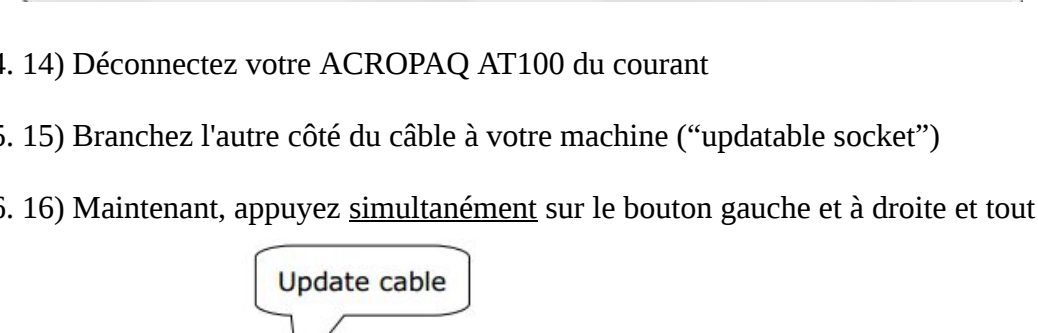 4. 14) Déconnectez votre ACROPAQ AT100 du courant
5. 15) Branchez l'autre côté du câble à votre machine (“updatable socket”)
6. 16) Maintenant, appuyez simultanément sur le bouton gauche et à droite et tout
Update cable